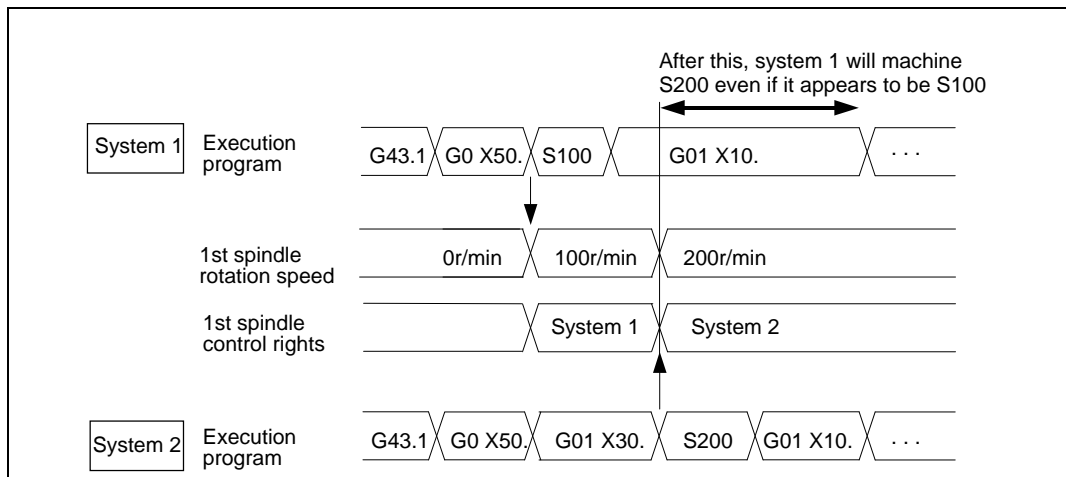 After this, system 1 will machine
S200 even if it appears to be S100
System 1
Execution
program
G43.1 G0 X50. S100 G01 X10. . . .
1st spindle
rotation speed
0r/min 100r/min 200r/min
1st spindle
control rights
System 1 System 2
System 2
Execution
program
G43.1 G0 X50. G01 X30. S200 G01 X10. . . .